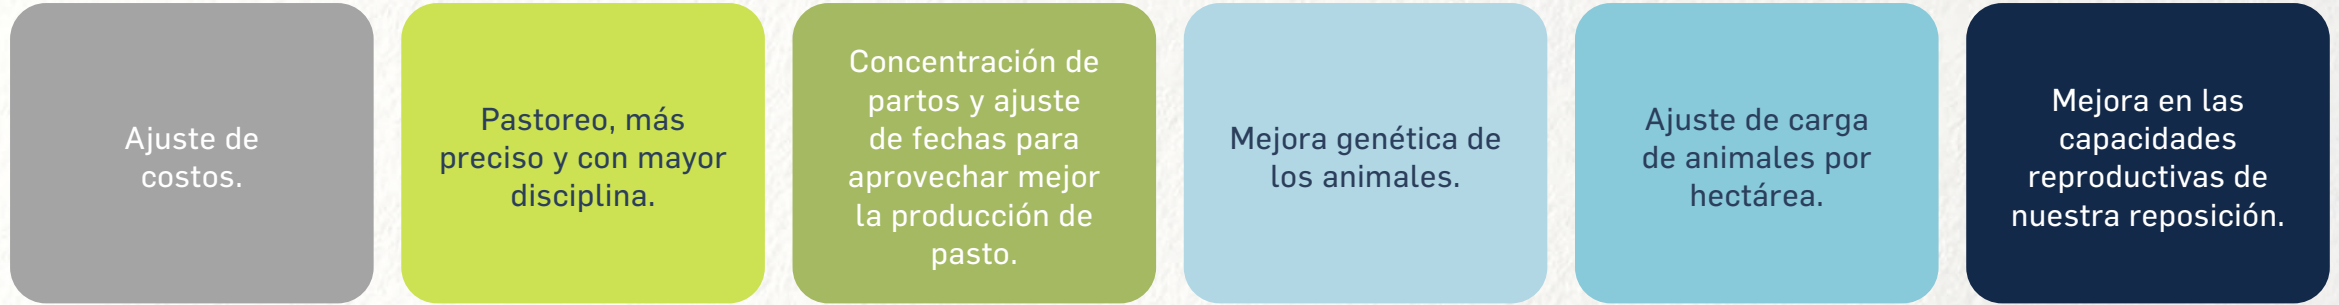 Ajuste de
costos.
Pastoreo, más
preciso y con mayor
disciplina.
Concentración de
partos y ajuste
de fechas para
aprovechar mejor
la producción de
pasto.
Mejora genética de
los animales.
Ajuste de carga
de animales por
hectárea.
Mejora en las
capacidades
reproductivas de
nuestra reposición.